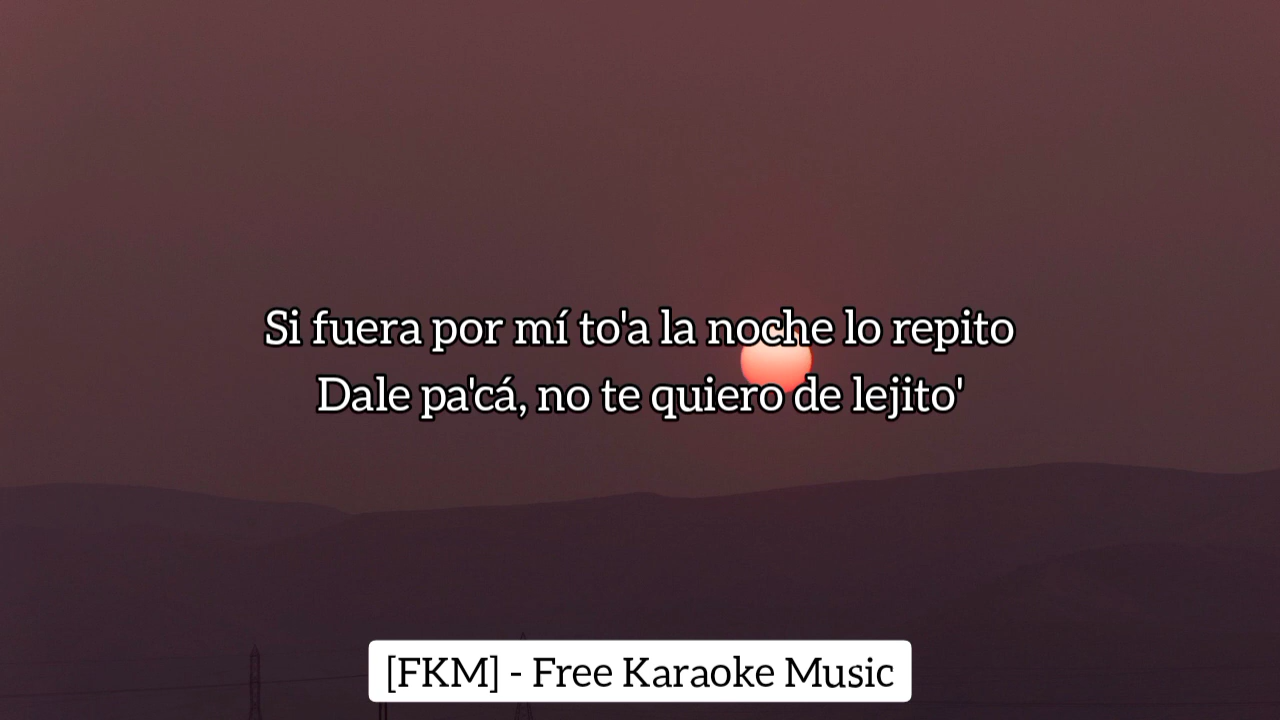 Si fuera por mí to'a la noche lo repito
Dale pa'cá, no te quiero de lejito'
[FKM] - Free Karaoke Music